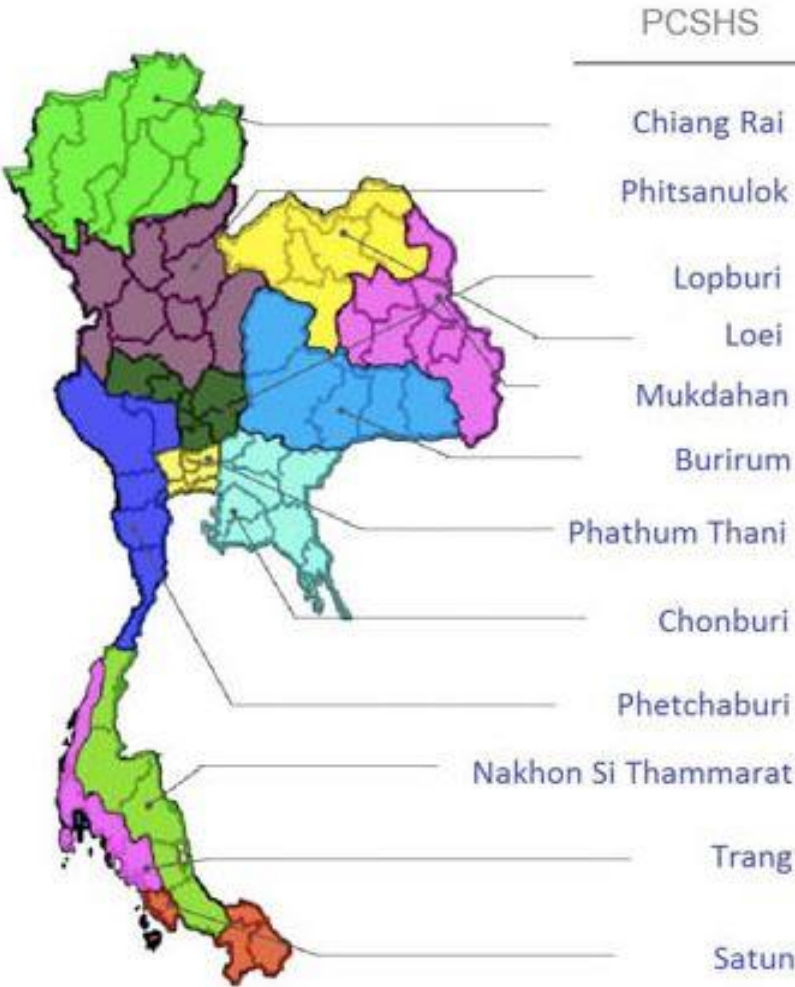 PCSHS
Chiang Rai
Phitsanulok
Lopburi
Loei
Mukdahan
Burirum
Phathum Thani
Chonburi
Phetchaburi
Nakhon Si Thammarat
Trang
Satun